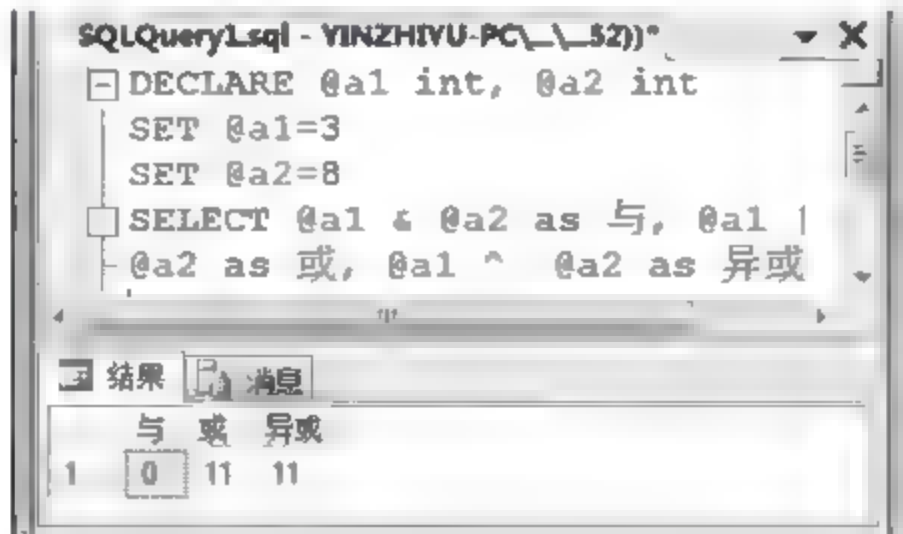 SQLQuery1.sql - YINZHIYU-PC\...\...52))*
DECLARE @a1 int, @a2 int
SET @a1=3
SET @a2=8
SELECT @a1 & @a2 as 与, @a1 |
@a2 as 或, @a1 ^ @a2 as 异或
结果 消息
与 或 异或
1 0 11 11